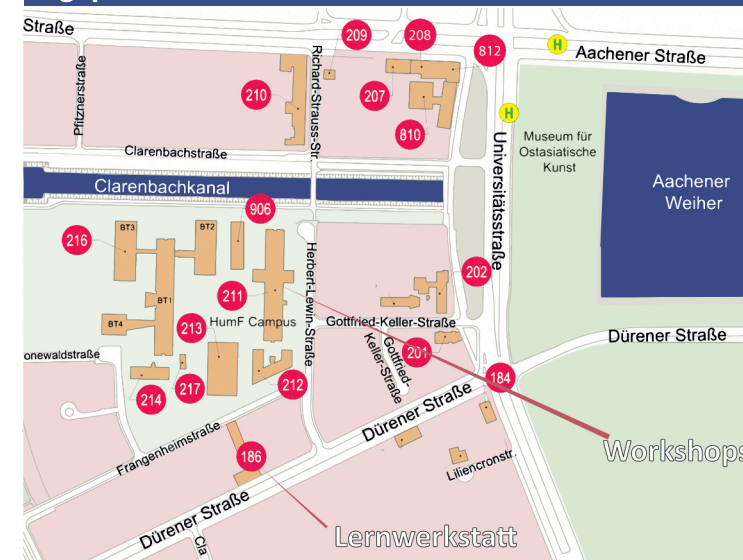 Straße
209
208
812
H
Aachener Straße
Pfitznerstraße
Richard-Strauss-Str.
210
207
810
H
Museum für
Ostasiatische
Kunst
Universitätsstraße
Clarenbachstraße
Clarenbachkanal
Aachener
Weiher
906
BT3
BT2
216
202
Herbert-Lewin-Straße
211
BT1
BT4
213
HumF Campus
Gottfried-Keller-Straße
Dürener Straße
201
Gottfried-
Keller-Straße
onewaldstraße
214
217
212
184
Dürener Straße
Frangenheimstraße
186
Workshops
Liliencronstr.
Dürener Straße
Cla
Lernwerkstatt